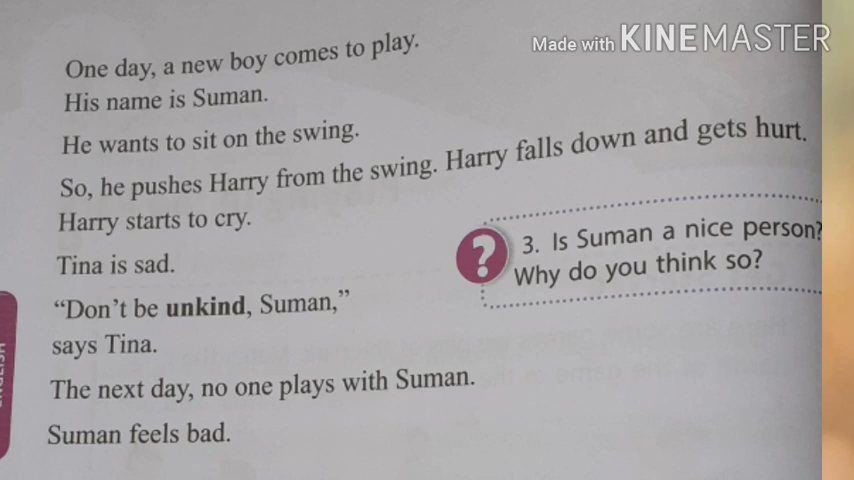 Made with KINEMASTER
One day, a new boy comes to play.
His name is Suman.
He wants to sit on the swing.
So, he pushes Harry from the swing. Harry falls down and gets hurt.
Harry starts to cry.
Tina is sad.
“Don’t be unkind, Suman,”
says Tina.
The next day, no one plays with Suman.
Suman feels bad.
? 3. Is Suman a nice person?
Why do you think so?